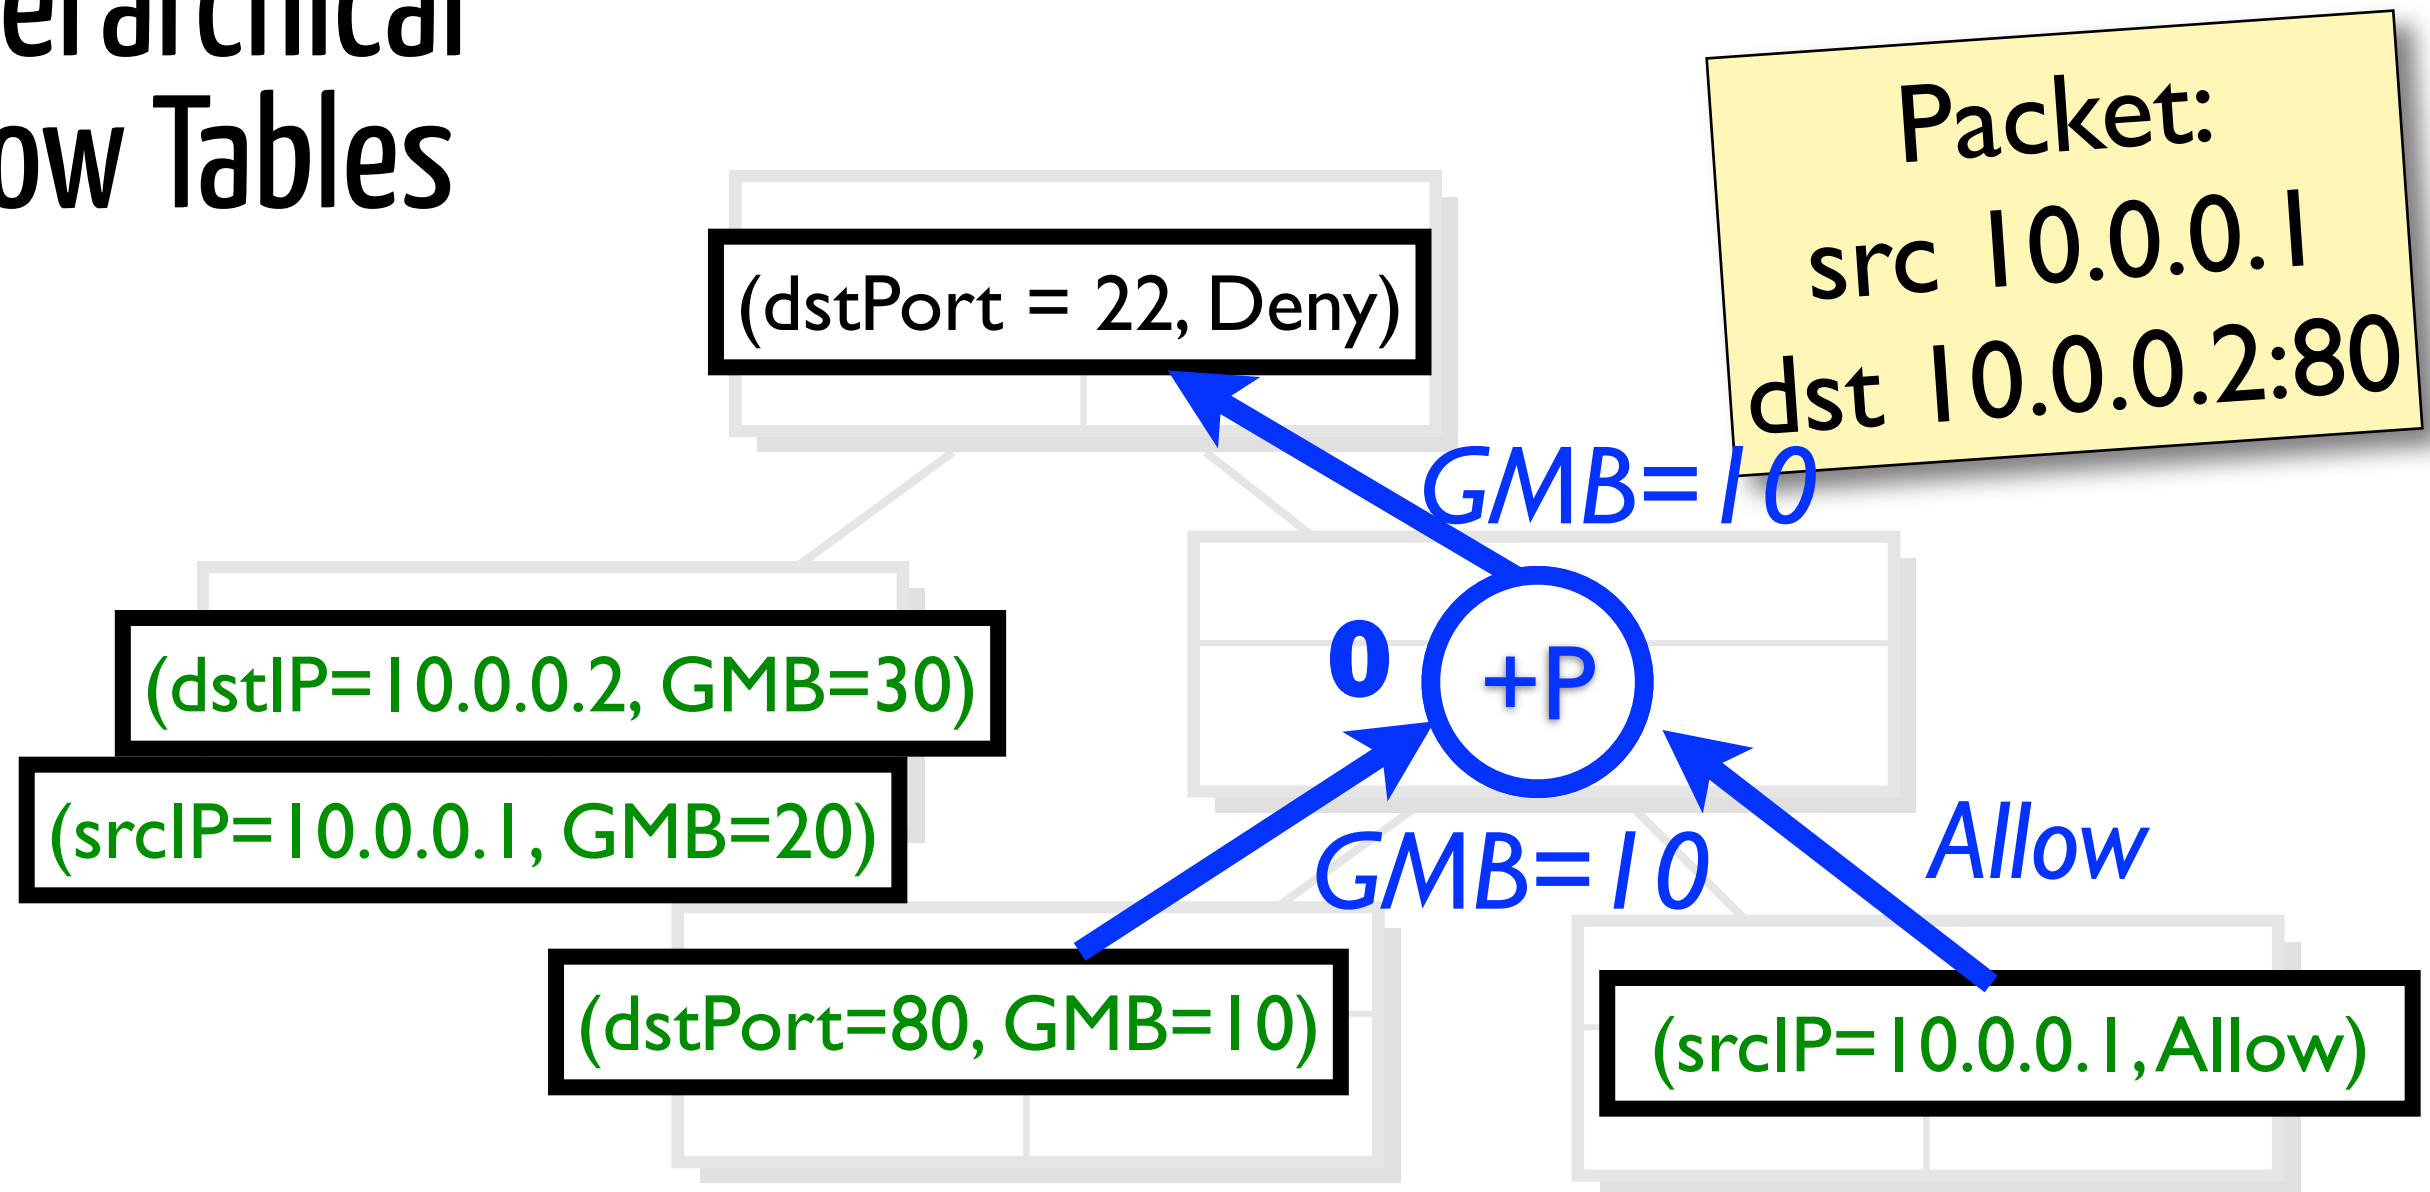 erarchical
ow Tables
Packet:
src 10.0.0.1
dst 10.0.0.2:80
(dstPort = 22, Deny)
GMB=10
0
+P
(dstIP=10.0.0.2, GMB=30)
(srcIP=10.0.0.1, GMB=20)
GMB=10
Allow
(dstPort=80, GMB=10)
(srcIP=10.0.0.1, Allow)